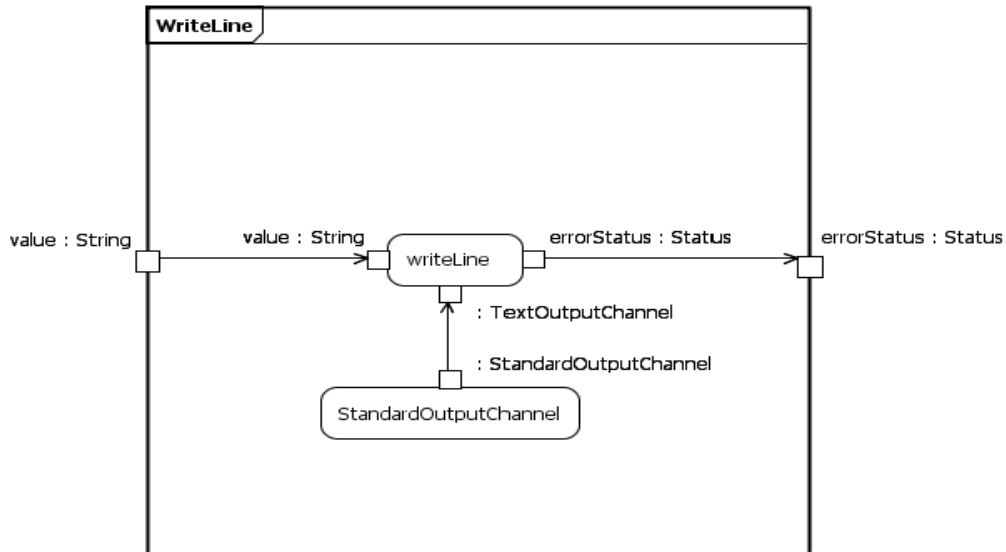 WriteLine
value : String
value : String
errorStatus : Status
errorStatus : Status
writeLine
: TextOutputChannel
: StandardOutputChannel
StandardOutputChannel